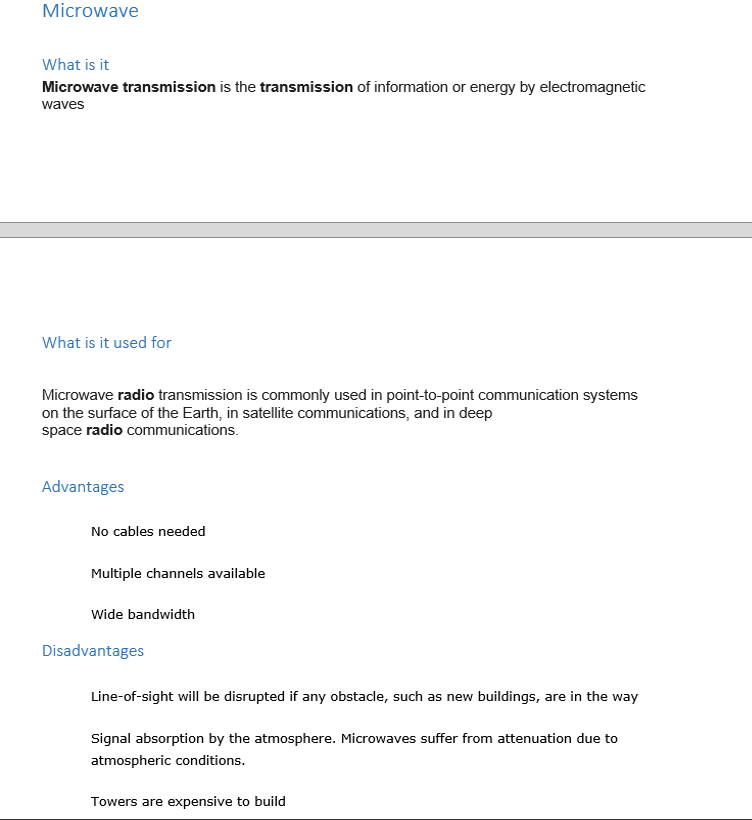 Microwave
What is it
Microwave transmission is the transmission of information or energy by electromagnetic
waves
What is it used for
Microwave radio transmission is commonly used in point-to-point communication systems
on the surface of the Earth, in satellite communications, and in deep
space radio communications.
Advantages
No cables needed
Multiple channels available
Wide bandwidth
Disadvantages
Line-of-sight will be disrupted if any obstacle, such as new buildings, are in the way
Signal absorption by the atmosphere. Microwaves suffer from attenuation due to
atmospheric conditions.
Towers are expensive to build